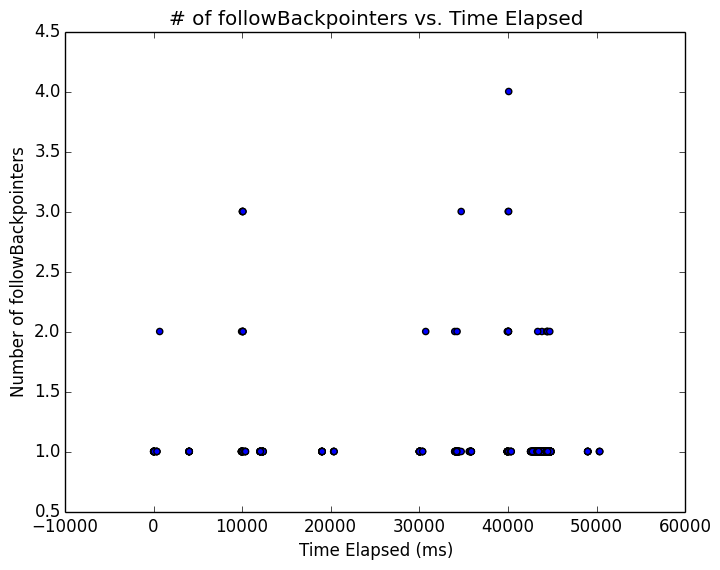 # of followBackpointers vs. Time Elapsed
4.5
4.0
3.5
3.0
2.5
2.0
1.5
1.0
0.5
Number of followBackpointers
−10000 0 10000 20000 30000 40000 50000 60000
Time Elapsed (ms)